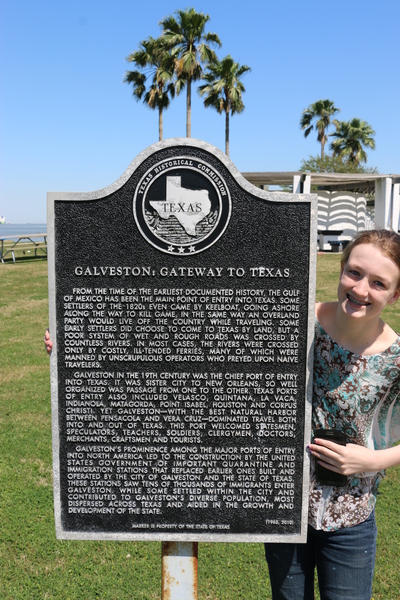 TEXAS HISTORICAL COMMISSION
TEXAS
GALVESTON: GATEWAY TO TEXAS
FROM THE TIME OF THE EARLIEST DOCUMENTED HISTORY, THE GULF
OF MEXICO HAS BEEN THE MAIN POINT OF ENTRY INTO TEXAS. SOME
SETTLERS OF THE 1820s EVEN CAME BY KEELBOAT, GOING ASHORE
ALONG THE WAY TO KILL GAME, IN THE SAME WAY AN OVERLAND
PARTY WOULD LIVE OFF THE COUNTRY WHILE TRAVELING. SOME
EARLY SETTLERS DID CHOOSE TO COME TO TEXAS BY LAND, BUT A
POOR SYSTEM OF WET AND ROUGH ROADS WAS CROSSED BY
COUNTLESS RIVERS. IN MOST CASES, THE RIVERS WERE CROSSED
ONLY BY COSTLY, ILL-TENDED FERRIES, MANY OF WHICH WERE
MANNED BY UNSCRUPULOUS OPERATORS WHO PREYED UPON NAIVE
TRAVELERS.
GALVESTON IN THE 19TH CENTURY WAS THE CHIEF PORT OF ENTRY
INTO TEXAS. IT WAS SISTER CITY TO NEW ORLEANS, SO WELL
ORGANIZED WAS PASSAGE FROM ONE TO THE OTHER. TEXAS PORTS
OF ENTRY ALSO INCLUDED VELASCO, QUINTANA, LA VACA,
INDIANOLA, MATAGORDA, POINT ISABEL, HOUSTON AND CORPUS
CHRISTI. YET GALVESTON—WITH THE BEST NATURAL HARBOR
BETWEEN PENSACOLA AND VERA CRUZ—DOMINATED TRAVEL BOTH
INTO AND OUT OF TEXAS. THIS PORT WELCOMED STATESMEN,
SPECULATORS, TEACHERS, SOLDIERS, CLERGYMEN, DOCTORS,
MERCHANTS, CRAFTSMEN AND TOURISTS.
GALVESTON'S PROMINENCE AMONG THE MAJOR PORTS OF ENTRY
INTO NORTH AMERICA LED TO THE CONSTRUCTION BY THE UNITED
STATES GOVERNMENT OF IMPORTANT QUARANTINE AND
IMMIGRATION STATIONS THAT REPLACED EARLIER ONES BUILT AND
OPERATED BY THE CITY OF GALVESTON AND THE STATE OF TEXAS.
THESE STATIONS SAW TENS OF THOUSANDS OF IMMIGRANTS ENTER
GALVESTON. WHILE SOME SETTLED WITHIN THE CITY AND
CONTRIBUTED TO GALVESTON'S DIVERSE POPULATION, MOST
DISPERSED ACROSS TEXAS AND AIDED IN THE GROWTH AND
DEVELOPMENT OF THE STATE.
(1965, 2010)
MARKER IS PROPERTY OF THE STATE OF TEXAS